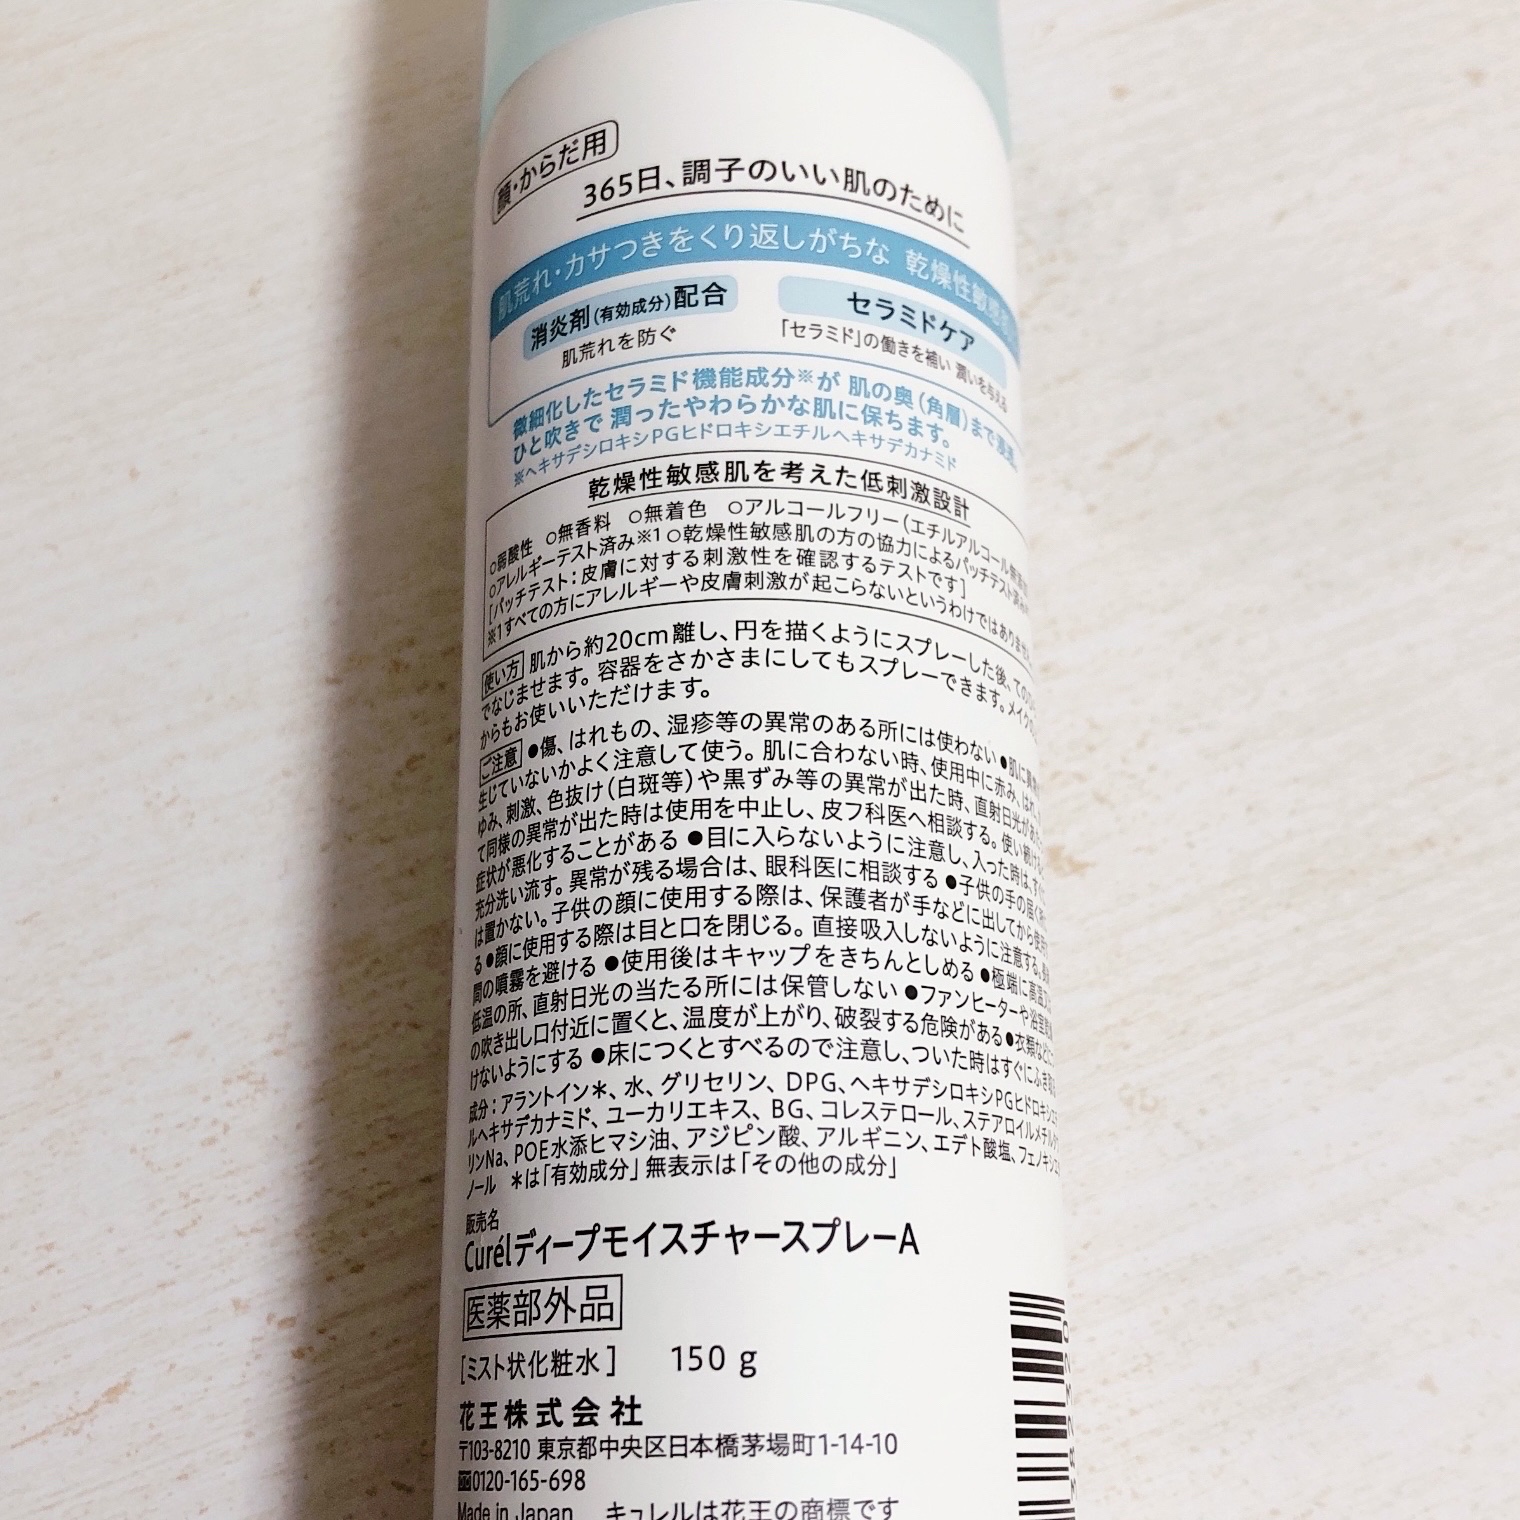 顔・からだ用
365日、調子のいい肌のために
肌荒れ・カサつきをくり返しがちな 乾燥性敏感肌
消炎剤(有効成分)配合
肌荒れを防ぐ
セラミドケア
「セラミド」の働きを補い 潤いを与える
微細化したセラミド機能成分※が 肌の奥(角層)まで浸透。
ひと吹きで 潤ったやわらかな肌に保ちます。
※ヘキサデシロキシPGヒドロキシエチルヘキサデカナミド
乾燥性敏感肌を考えた低刺激設計
○弱酸性 ○無香料 ○無着色 ○アルコールフリー(エチルアルコール
○アレルギーテスト済み※1 ○乾燥性敏感肌の方の協力によるパッチテスト済み
[パッチテスト:皮膚に対する刺激性を確認するテストです]
※1すべての方にアレルギーや皮膚刺激が起こらないというわけではありません
使い方 肌から約20cm離し、円を描くようにスプレーした後、
でなじませます。容器をさかさまにしてもスプレーできます。メイクの
からもお使いいただけます。
ご注意 ●傷、はれもの、湿疹等の異常のある所には使わない ●肌に異常
生じていないかよく注意して使う。肌に合わない時、使用中に赤み、はれ、
ゆみ、刺激、色抜け(白斑等)や黒ずみ等の異常が出た時、直射日光が
て同様の異常が出た時は使用を中止し、皮フ科医へ相談する。使い続ける
症状が悪化することがある ●目に入らないように注意し、入った時は、
充分洗い流す。異常が残る場合は、眼科医に相談する ●子供の手の届く
は置かない。子供の顔に使用する際は、保護者が手などに出してから使用
る ●顔に使用する際は目と口を閉じる。直接吸入しないように注意する。
間の噴霧を避ける ●使用後はキャップをきちんとしめる ●極端に高温
低温の所、直射日光の当たる所には保管しない ●ファンヒーターや
の吹き出し口付近に置くと、温度が上がり、破裂する危険がある ●衣類などに
けないようにする ●床につくとすべるので注意し、ついた時はすぐにふき
成分:アラントイン＊、水、グリセリン、DPG、ヘキサデシロキシPGヒドロキシエ
ルヘキサデカナミド、ユーカリエキス、BG、コレステロール、ステアロイルメチル
リンNa、POE水添ヒマシ油、アジピン酸、アルギニン、エデト酸塩、フェノキシエ
ノール ＊は「有効成分」無表示は「その他の成分」
販売名
CurélディープモイスチャースプレーA
医薬部外品
[ミスト状化粧水] 150 g
花王株式会社
〒103-8210 東京都中央区日本橋茅場町1-14-10
0120-165-698
Made in Japan キュレルは花王の商標です